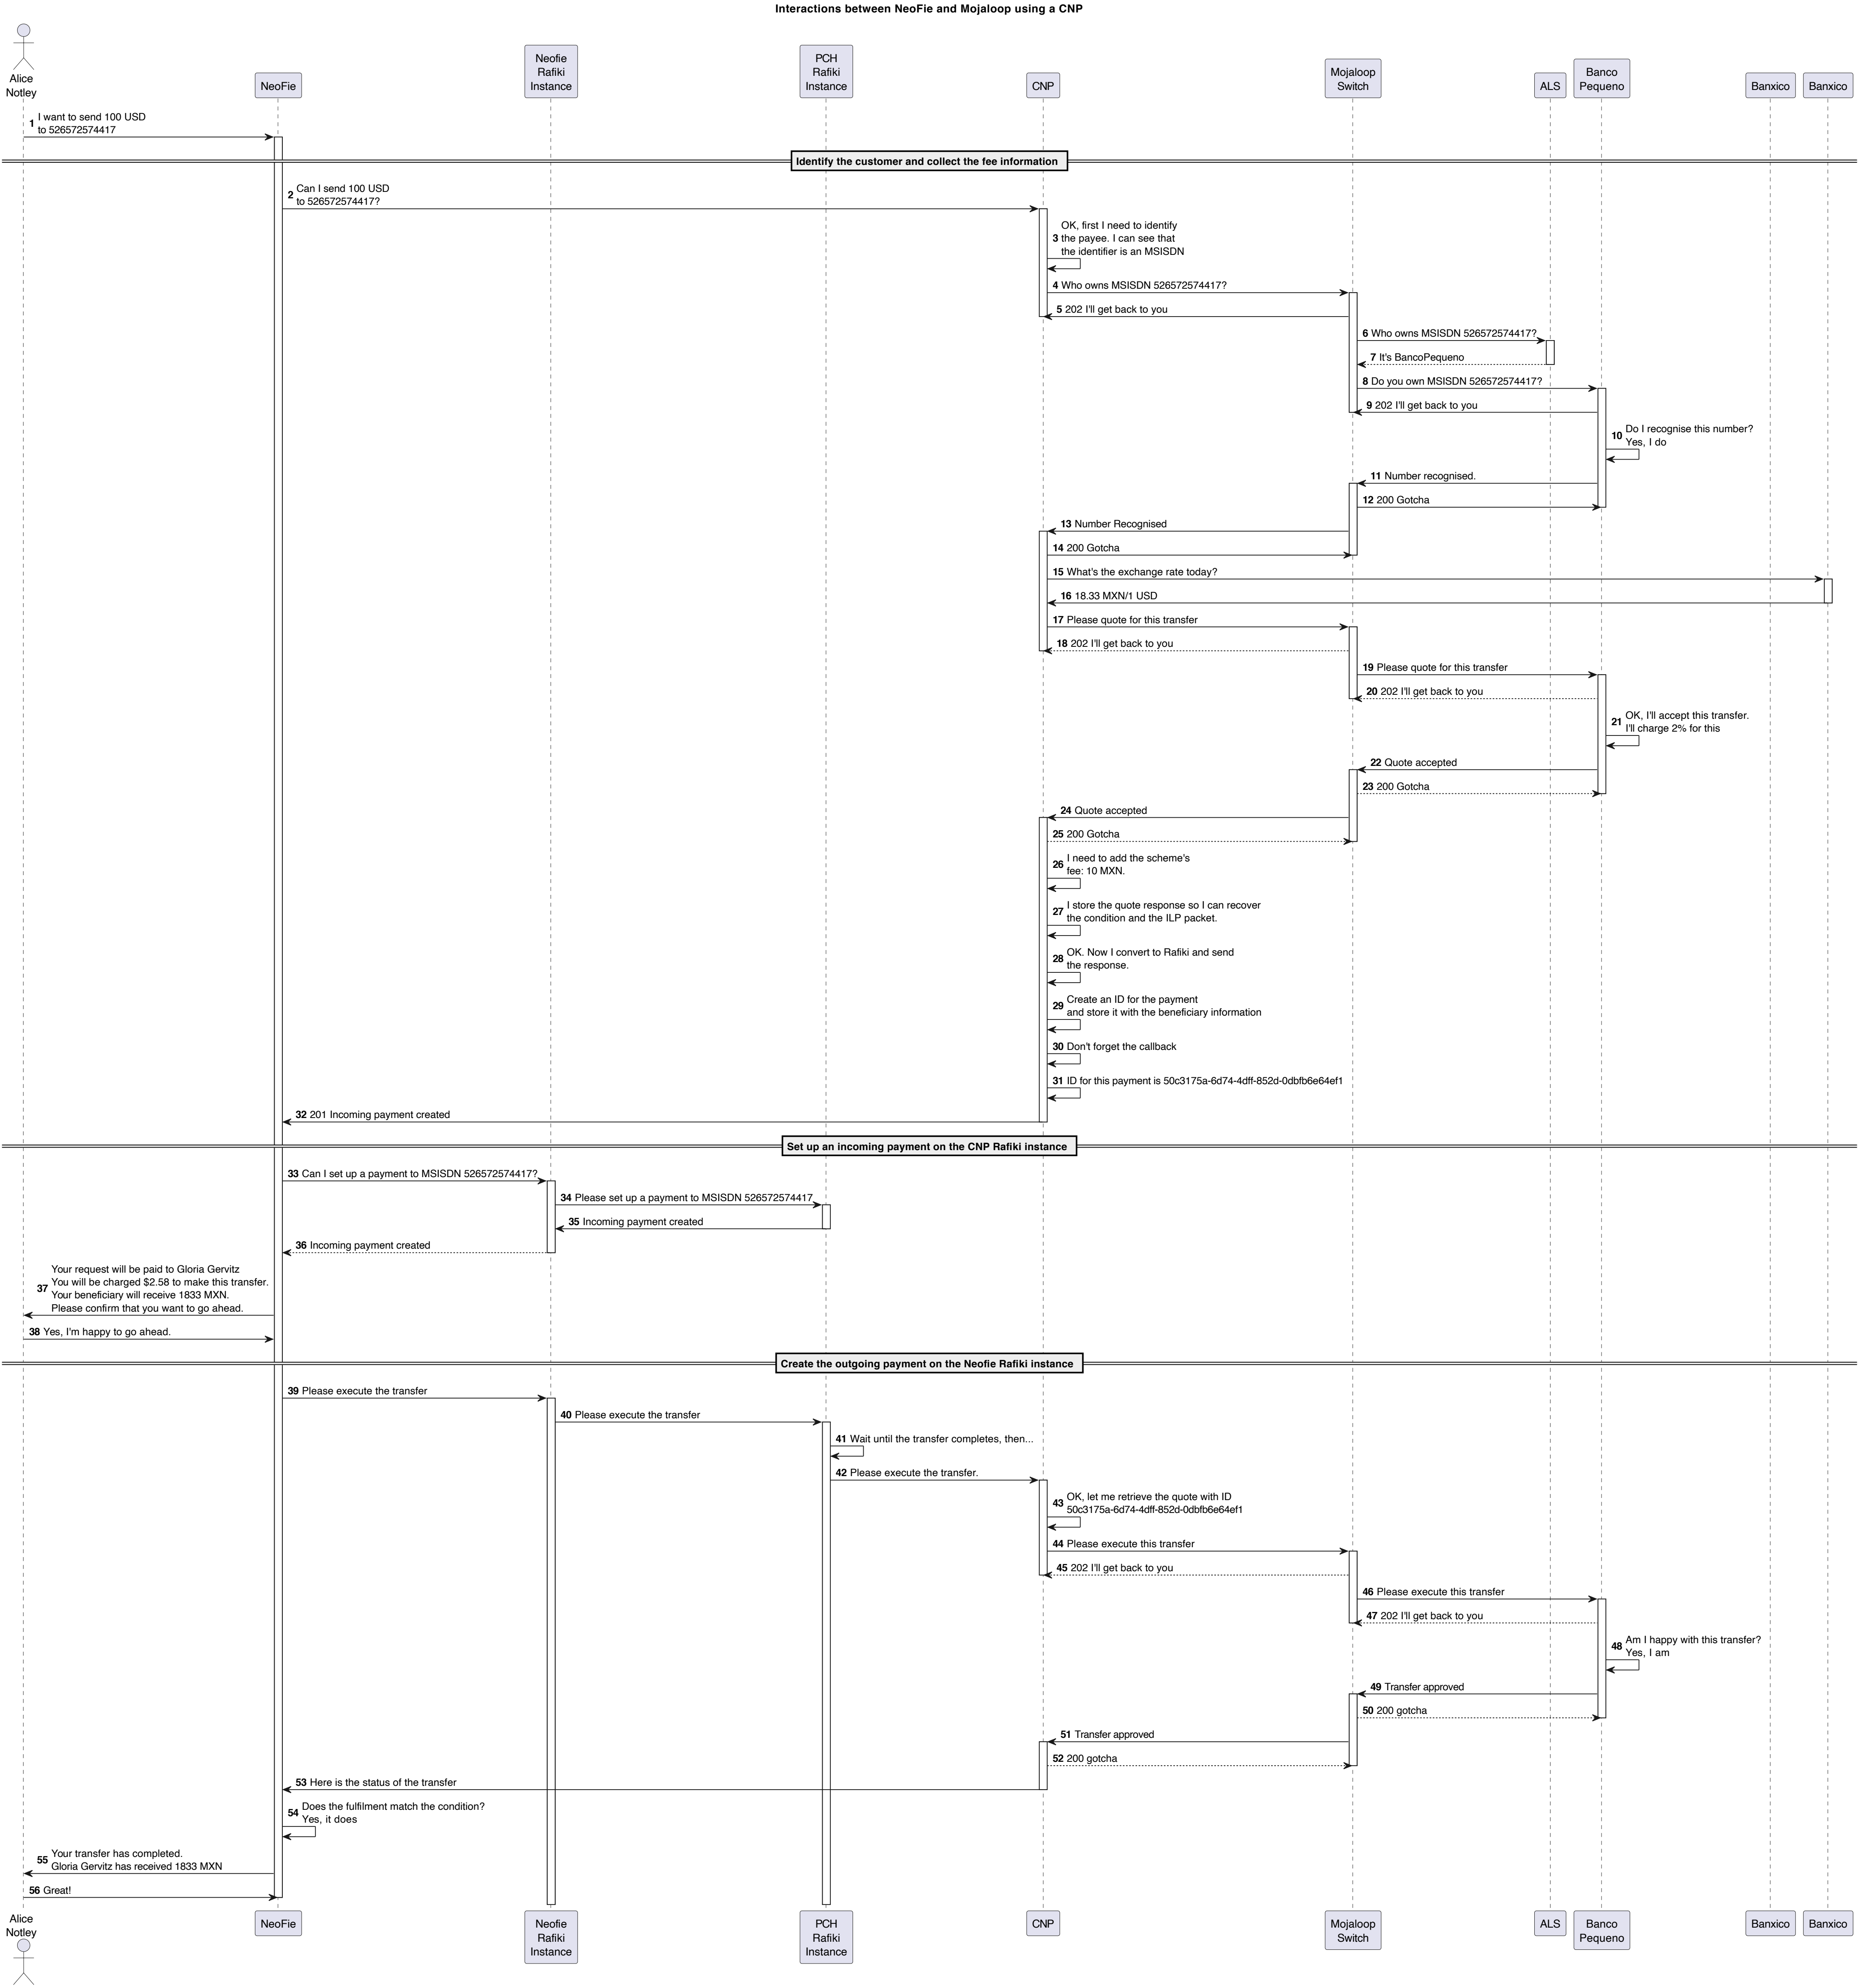 Interactions between NeoFie and Mojaloop using a CNP
Alice
Notley
NeoFie
Neofie
Rafiki
Instance
PCH
Rafiki
Instance
CNP
Mojaloop
Switch
ALS
Banco
Pequeno
Banxico
Banxico
1 I want to send 100 USD
to 526572574417
Identify the customer and collect the fee information
2 Can I send 100 USD
to 526572574417?
3 OK, first I need to identify
the payee. I can see that
the identifier is an MSISDN
4 Who owns MSISDN 526572574417?
5 202 I'll get back to you
6 Who owns MSISDN 526572574417?
7 It's BancoPequeno
8 Do you own MSISDN 526572574417?
9 202 I'll get back to you
10 Do I recognise this number?
Yes, I do
11 Number recognised.
12 200 Gotcha
13 Number Recognised
14 200 Gotcha
15 What's the exchange rate today?
16 18.33 MXN/1 USD
17 Please quote for this transfer
18 202 I'll get back to you
19 Please quote for this transfer
20 202 I'll get back to you
21 OK, I'll accept this transfer.
I'll charge 2% for this
22 Quote accepted
23 200 Gotcha
24 Quote accepted
25 200 Gotcha
26 I need to add the scheme's
fee: 10 MXN.
27 I store the quote response so I can recover
the condition and the ILP packet.
28 OK. Now I convert to Rafiki and send
the response.
29 Create an ID for the payment
and store it with the beneficiary information
30 Don't forget the callback
31 ID for this payment is 50c3175a-6d74-4dff-852d-0dbfb6e64ef1
32 201 Incoming payment created
Set up an incoming payment on the CNP Rafiki instance
33 Can I set up a payment to MSISDN 526572574417?
34 Please set up a payment to MSISDN 526572574417
35 Incoming payment created
36 Incoming payment created
37 Your request will be paid to Gloria Gervitz
You will be charged $2.58 to make this transfer.
Your beneficiary will receive 1833 MXN.
Please confirm that you want to go ahead.
38 Yes, I'm happy to go ahead.
Create the outgoing payment on the Neofie Rafiki instance
39 Please execute the transfer
40 Please execute the transfer
41 Wait until the transfer completes, then...
42 Please execute the transfer.
43 OK, let me retrieve the quote with ID
50c3175a-6d74-4dff-852d-0dbfb6e64ef1
44 Please execute this transfer
45 202 I'll get back to you
46 Please execute this transfer
47 202 I'll get back to you
48 Am I happy with this transfer?
Yes, I am
49 Transfer approved
50 200 gotcha
51 Transfer approved
52 200 gotcha
53 Here is the status of the transfer
54 Does the fulfilment match the condition?
Yes, it does
55 Your transfer has completed.
Gloria Gervitz has received 1833 MXN
56 Great!
Alice
Notley
NeoFie
Neofie
Rafiki
Instance
PCH
Rafiki
Instance
CNP
Mojaloop
Switch
ALS
Banco
Pequeno
Banxico
Banxico